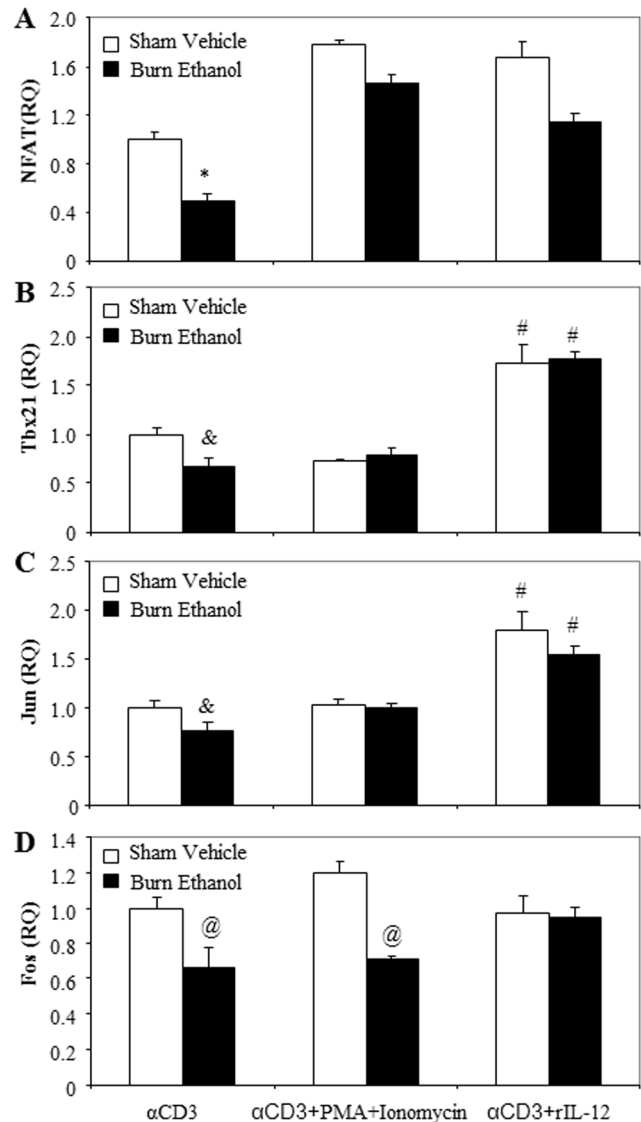 A
2.0
1.6
1.2
0.8
0.4
0
NFAT(RQ)
Sham Vehicle
Burn Ethanol
*
B
2.5
2.0
1.5
1.0
0.5
0
Tbx21 (RQ)
Sham Vehicle
Burn Ethanol
&
#
#
C
2.5
2.0
1.5
1.0
0.5
0
Jun (RQ)
Sham Vehicle
Burn Ethanol
&
#
#
D
1.4
1.2
1.0
0.8
0.6
0.4
0.2
0
Fos (RQ)
Sham Vehicle
Burn Ethanol
@
@
αCD3
αCD3+PMA+Ionomycin
αCD3+rIL-12